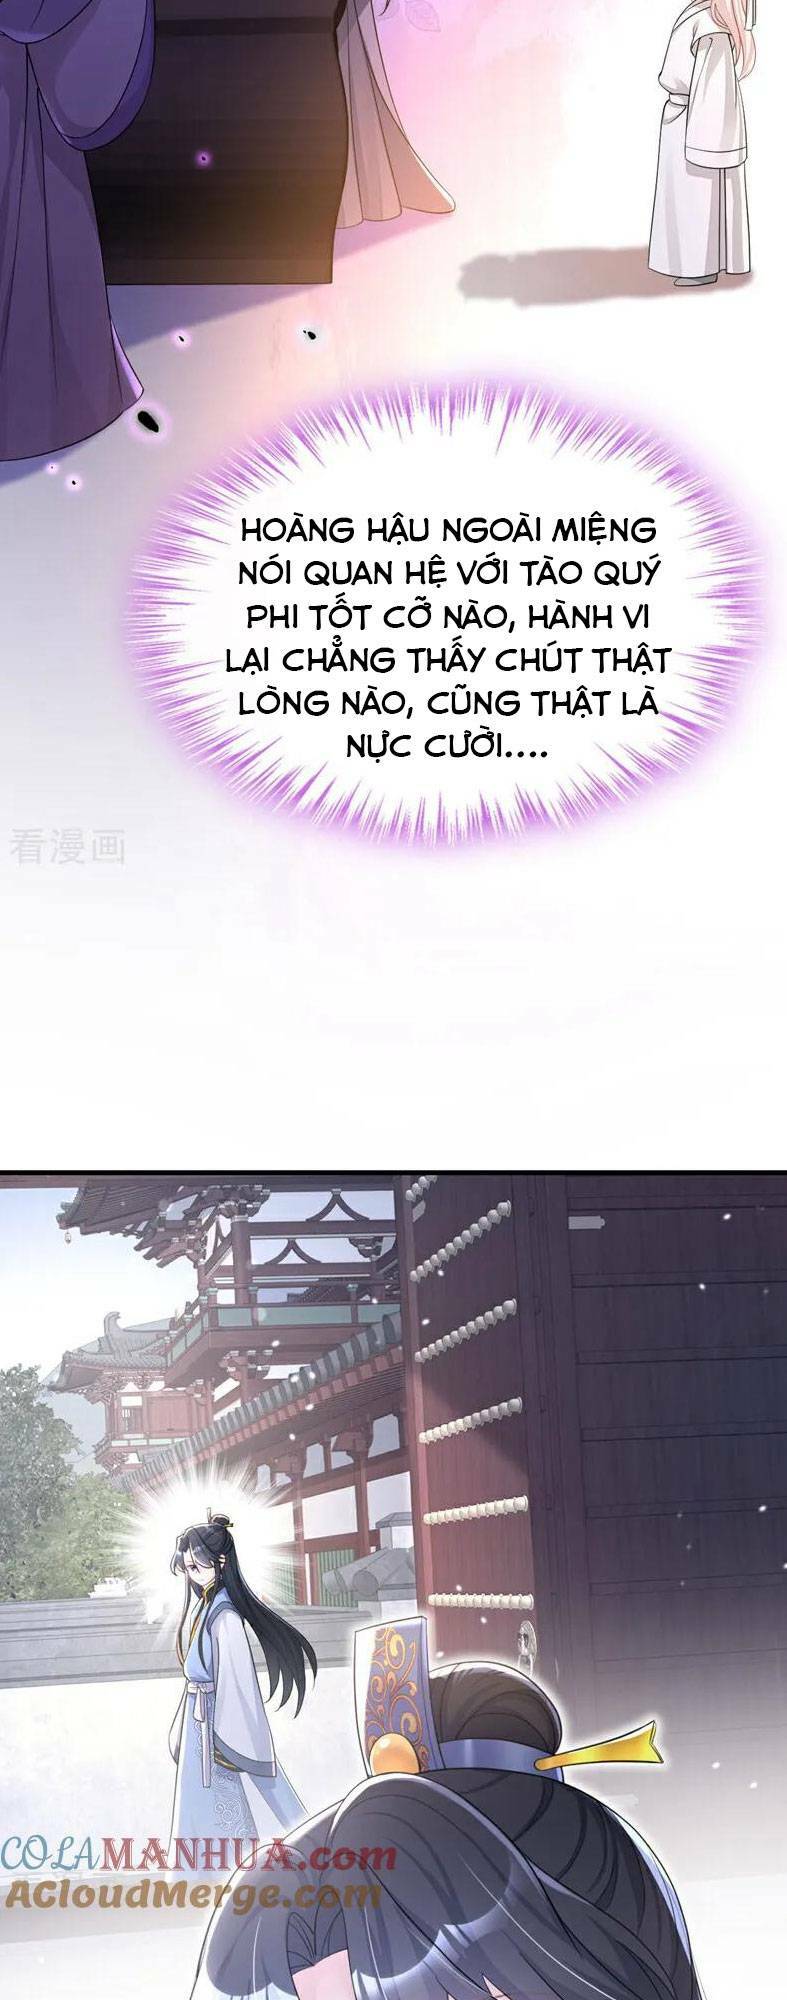 HOÀNG HẬU NGOÀI MIỆNG
NÓI QUAN HỆ VỚI TÀO QUÝ
PHI TỐT CỠ NÀO, HÀNH VI
LẠI CHẲNG THẤY CHÚT THẬT
LÒNG NÀO, CŨNG THẬT LÀ
NỰC CƯỜI....
看漫画
COLAMANHUA.com
ACloudMerge.com